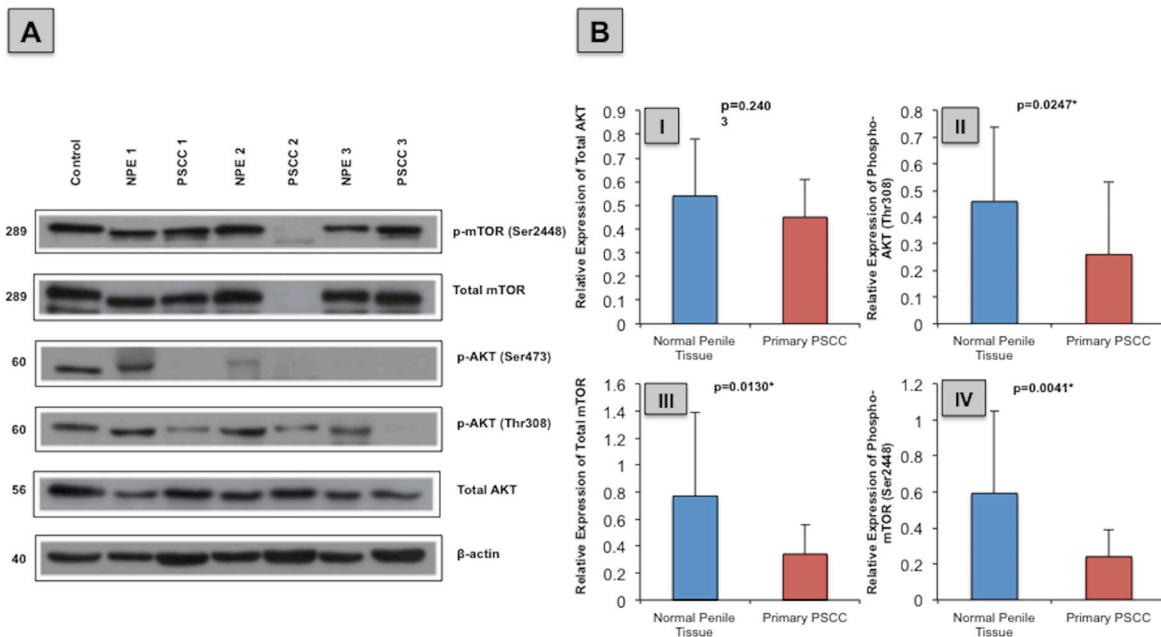 A
Control
NPE 1
PSCC 1
NPE 2
PSCC 2
NPE 3
PSCC 3
289
p-mTOR (Ser2448)
289
Total mTOR
60
p-AKT (Ser473)
60
p-AKT (Thr308)
56
Total AKT
40
β-actin
B
I
p=0.240
3
Relative Expression of Total AKT
0.9
0.8
0.7
0.6
0.5
0.4
0.3
0.2
0.1
0
Normal Penile
Tissue
Primary PSCC
II
p=0.0247*
Relative Expression of Phospho-
AKT (Thr308)
0.8
0.7
0.6
0.5
0.4
0.3
0.2
0.1
0
Normal Penile
Tissue
Primary PSCC
III
p=0.0130*
Relative Expression of Total mTOR
1.6
1.4
1.2
1
0.8
0.6
0.4
0.2
0
Normal Penile
Tissue
Primary PSCC
IV
p=0.0041*
Relative Expression of Phospho-
mTOR (Ser2448)
1.2
1
0.8
0.6
0.4
0.2
0
Normal Penile
Tissue
Primary PSCC